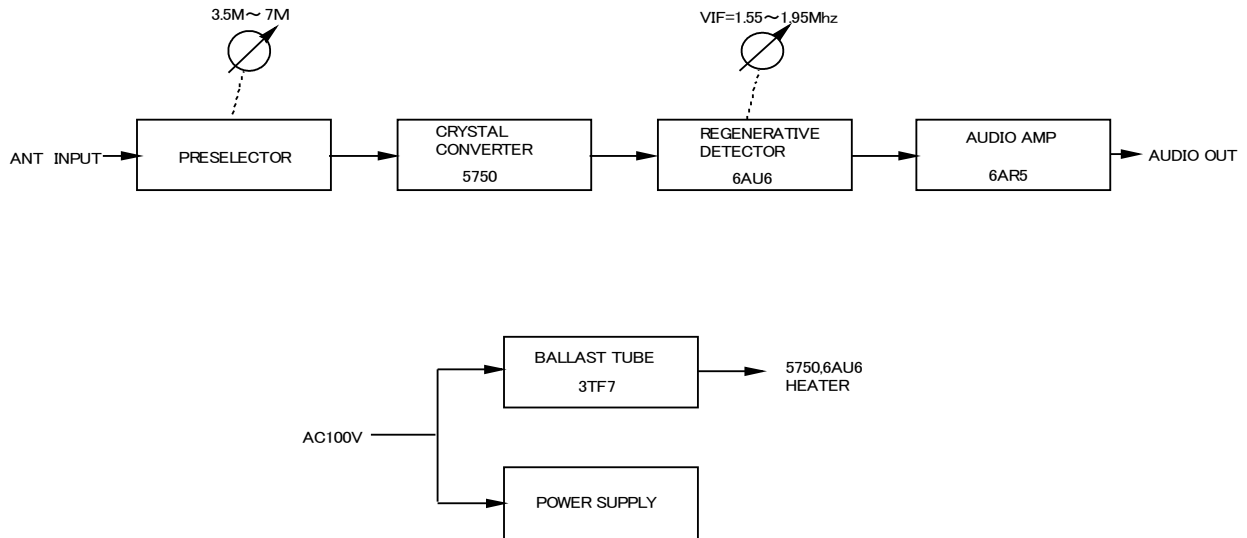 3.5M～7M
VIF=1.55～1.95Mhz
ANT INPUT
PRESELECTOR
CRYSTAL
CONVERTER
5750
REGENERATIVE
DETECTOR
6AU6
AUDIO AMP
6AR5
AUDIO OUT
AC100V
BALLAST TUBE
3TF7
5750,6AU6
HEATER
POWER SUPPLY